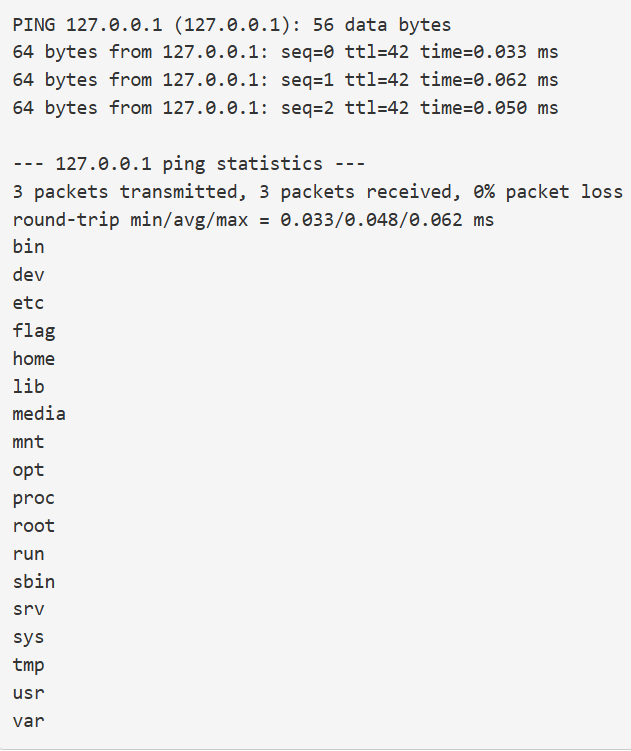 PING 127.0.0.1 (127.0.0.1): 56 data bytes
64 bytes from 127.0.0.1: seq=0 ttl=42 time=0.033 ms
64 bytes from 127.0.0.1: seq=1 ttl=42 time=0.062 ms
64 bytes from 127.0.0.1: seq=2 ttl=42 time=0.050 ms

--- 127.0.0.1 ping statistics ---
3 packets transmitted, 3 packets received, 0% packet loss
round-trip min/avg/max = 0.033/0.048/0.062 ms
bin
dev
etc
flag
home
lib
media
mnt
opt
proc
root
run
sbin
srv
sys
tmp
usr
var